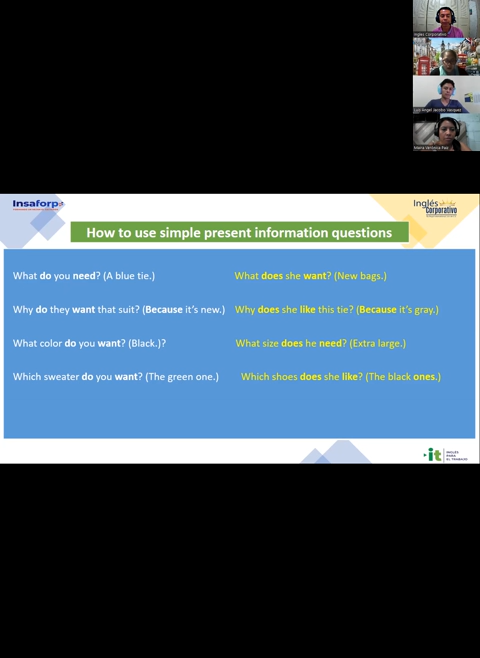 Inglés Corporativo
Luis Angel Jacobo Vasquez
Insaforp
Inglés
Corporativo
How to use simple present information questions
What do you need? (A blue tie.)
What does she want? (New bags.)
Why do they want that suit? (Because it's new.)
Why does she like this tie? (Because it's gray.)
What color do you want? (Black.)?
What size does he need? (Extra large.)
Which sweater do you want? (The green one.)
Which shoes does she like? (The black ones.)
it
INGLÉS
PARA
EL TRABAJO